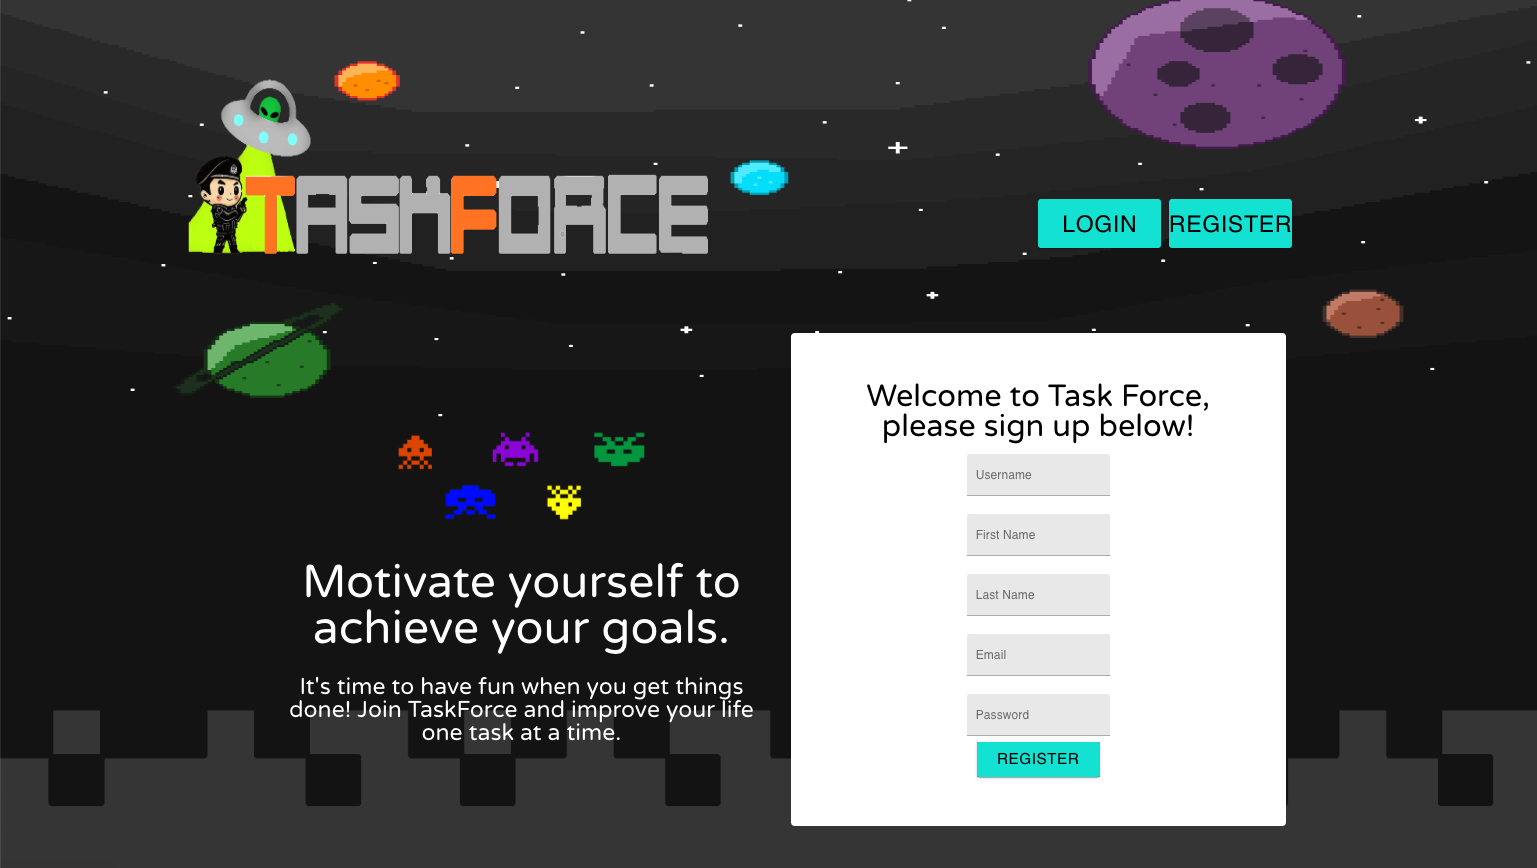 TASKFORCE
LOGIN
REGISTER
Welcome to Task Force,
please sign up below!
Username
First Name
Last Name
Email
Password
REGISTER
Motivate yourself to
achieve your goals.
It's time to have fun when you get things
done! Join TaskForce and improve your life
one task at a time.